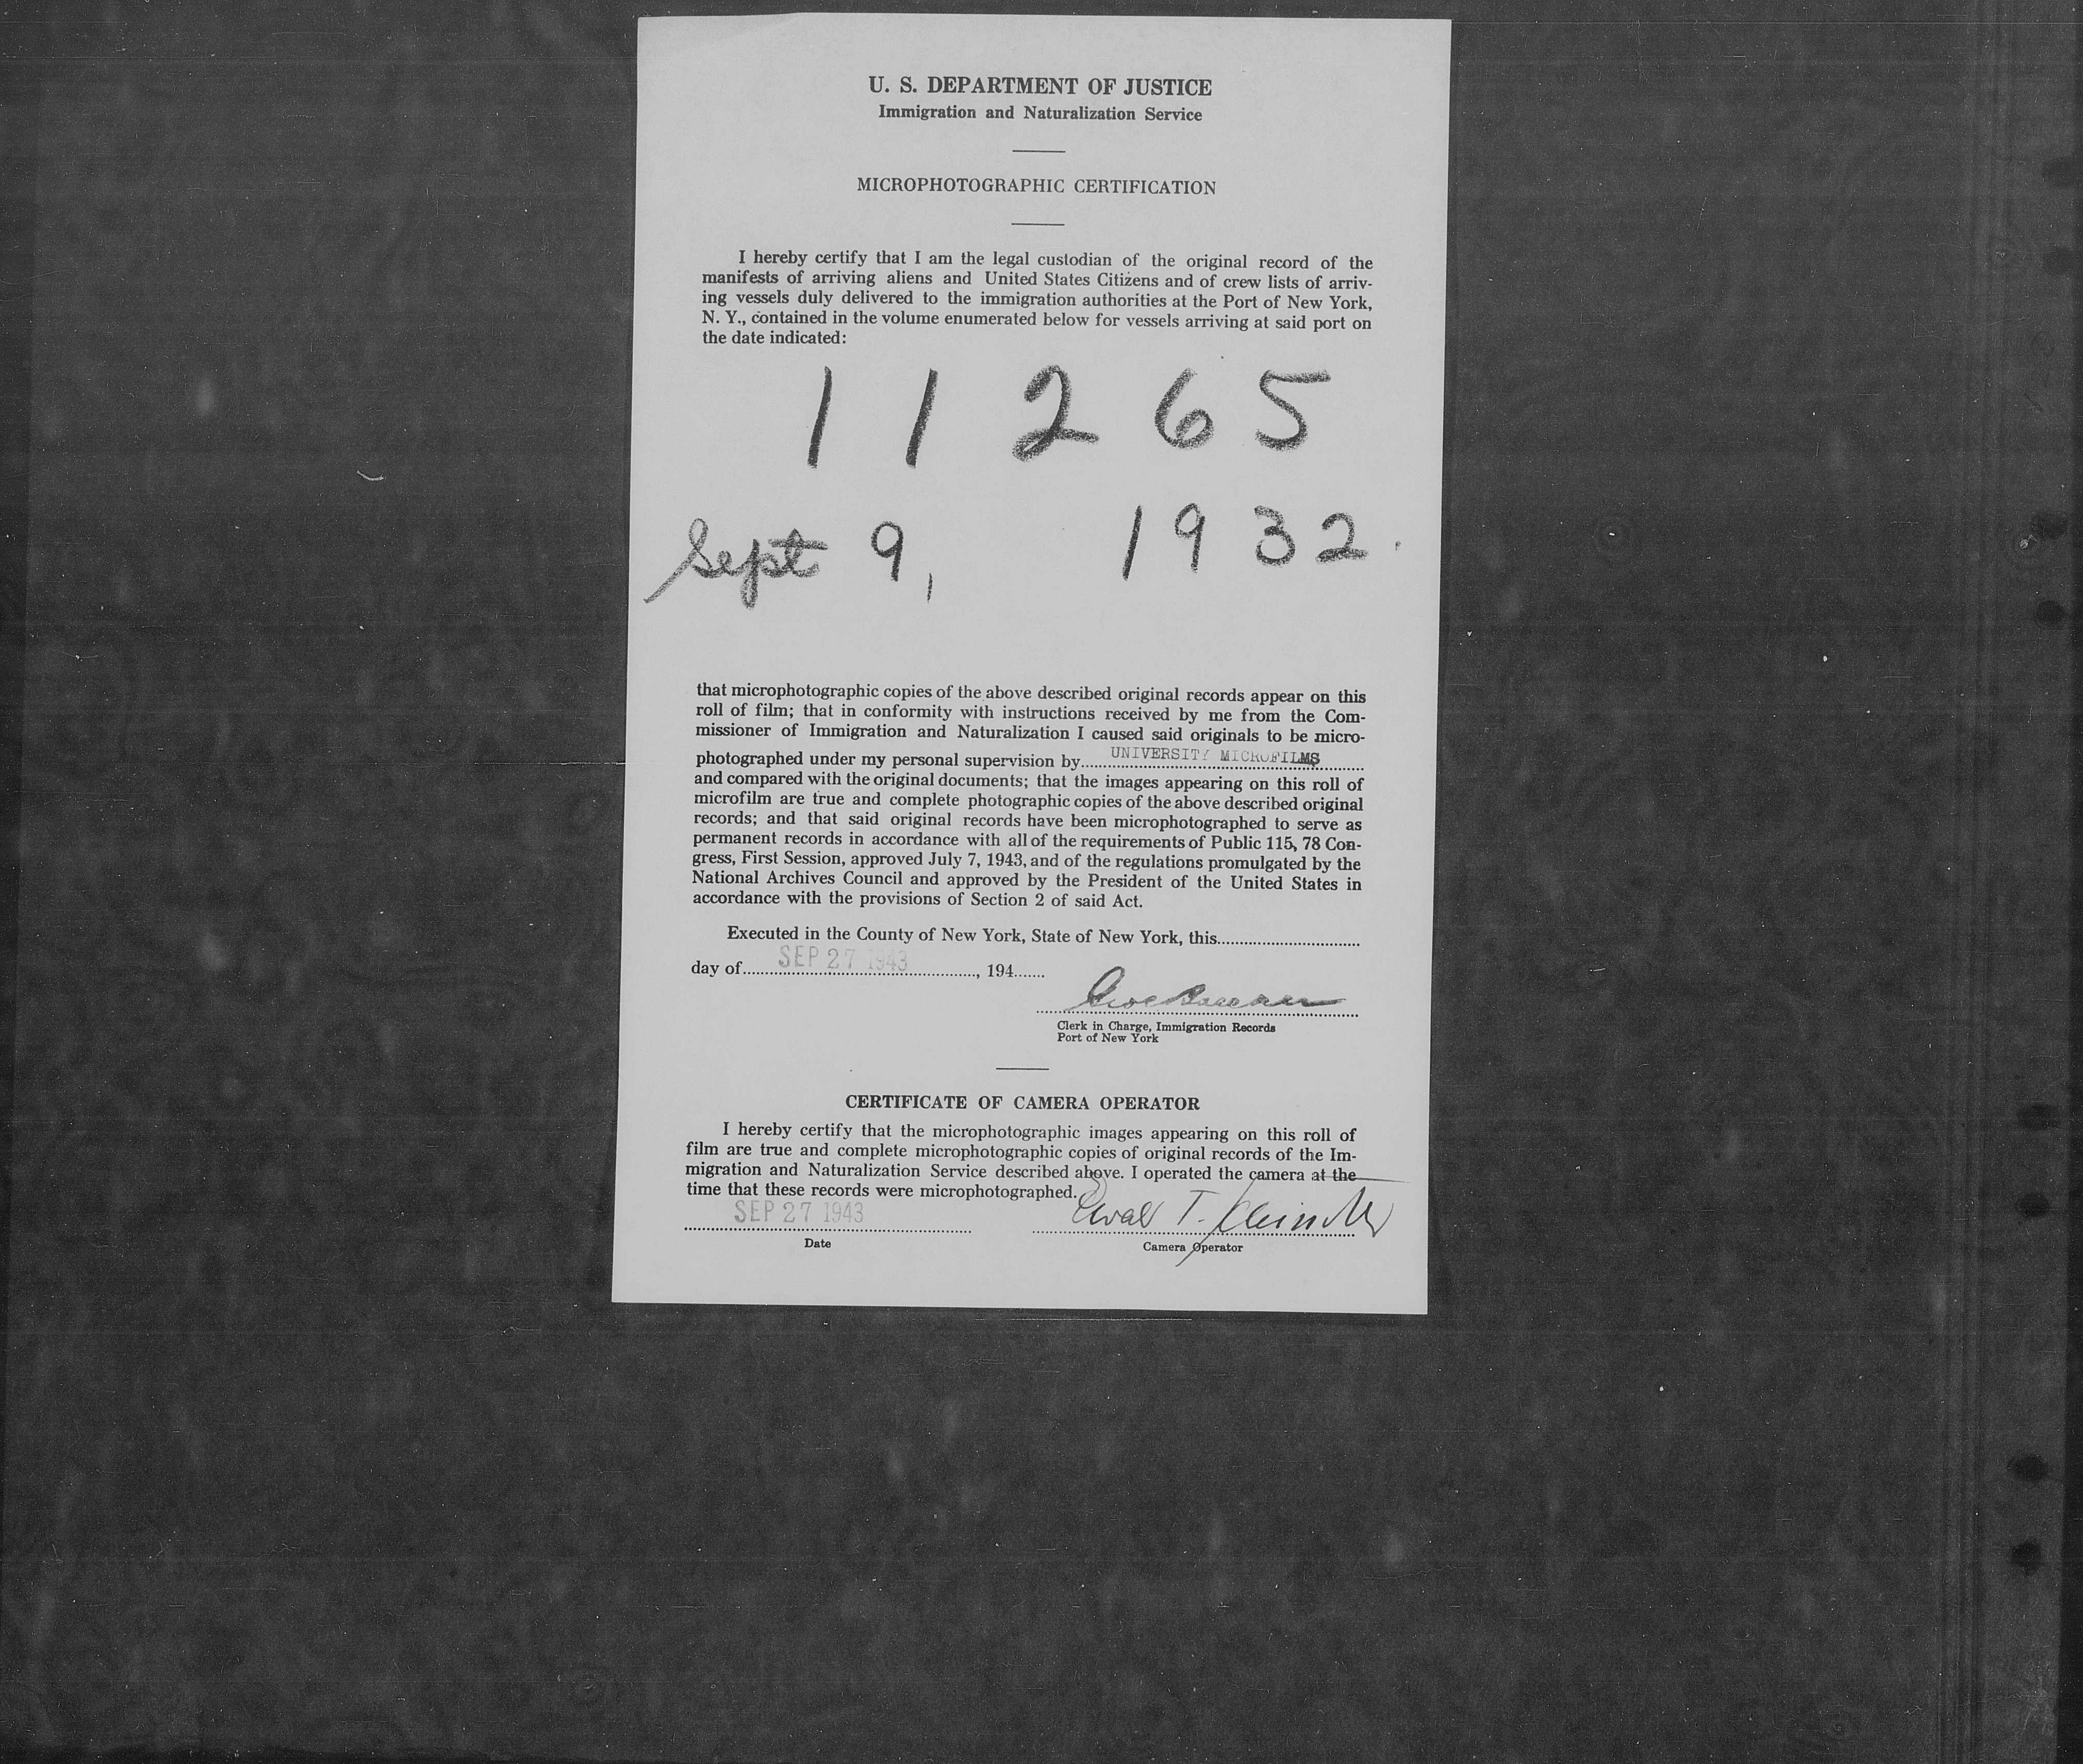 U. S. DEPARTMENT OF JUSTICE
Immigration and Naturalization Service
MICROPHOTOGRAPHIC CERTIFICATION
I hereby certify that I am the legal custodian of the original record of the
manifests of arriving aliens and United States Citizens and of crew lists of arriv-
ing vessels duly delivered to the immigration authorities at the Port of New York,
N. Y., contained in the volume enumerated below for vessels arriving at said port on
the date indicated:
11265
Sept 9, 1932.
that microphotographic copies of the above described original records appear on this
roll of film; that in conformity with instructions received by me from the Com-
missioner of Immigration and Naturalization I caused said originals to be micro-
photographed under my personal supervision by UNIVERSITY MICROFILMS
and compared with the original documents; that the images appearing on this roll of
microfilm are true and complete photographic copies of the above described original
records; and that said original records have been microphotographed to serve as
permanent records in accordance with all of the requirements of Public 115, 78 Con-
gress, First Session, approved July 7, 1943, and of the regulations promulgated by the
National Archives Council and approved by the President of the United States in
accordance with the provisions of Section 2 of said Act.
Executed in the County of New York, State of New York, this
day of SEP 27 1943, 194
Clerk in Charge, Immigration Records
Port of New York
CERTIFICATE OF CAMERA OPERATOR
I hereby certify that the microphotographic images appearing on this roll of
film are true and complete microphotographic copies of original records of the Im-
migration and Naturalization Service described above. I operated the camera at the
time that these records were microphotographed.
SEP 27 1943 T.
Date Camera Operator